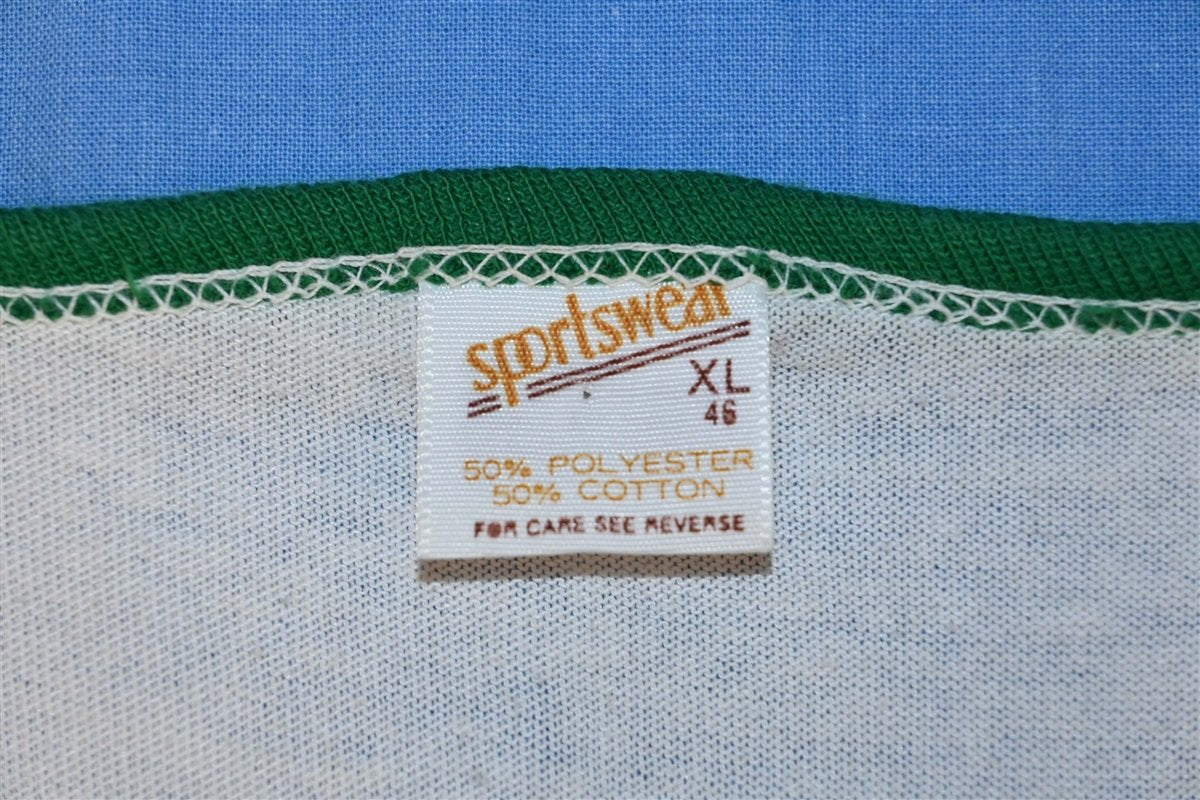 sportswear
XL
46
50% POLYESTER
50% COTTON
FOR CARE SEE REVERSE